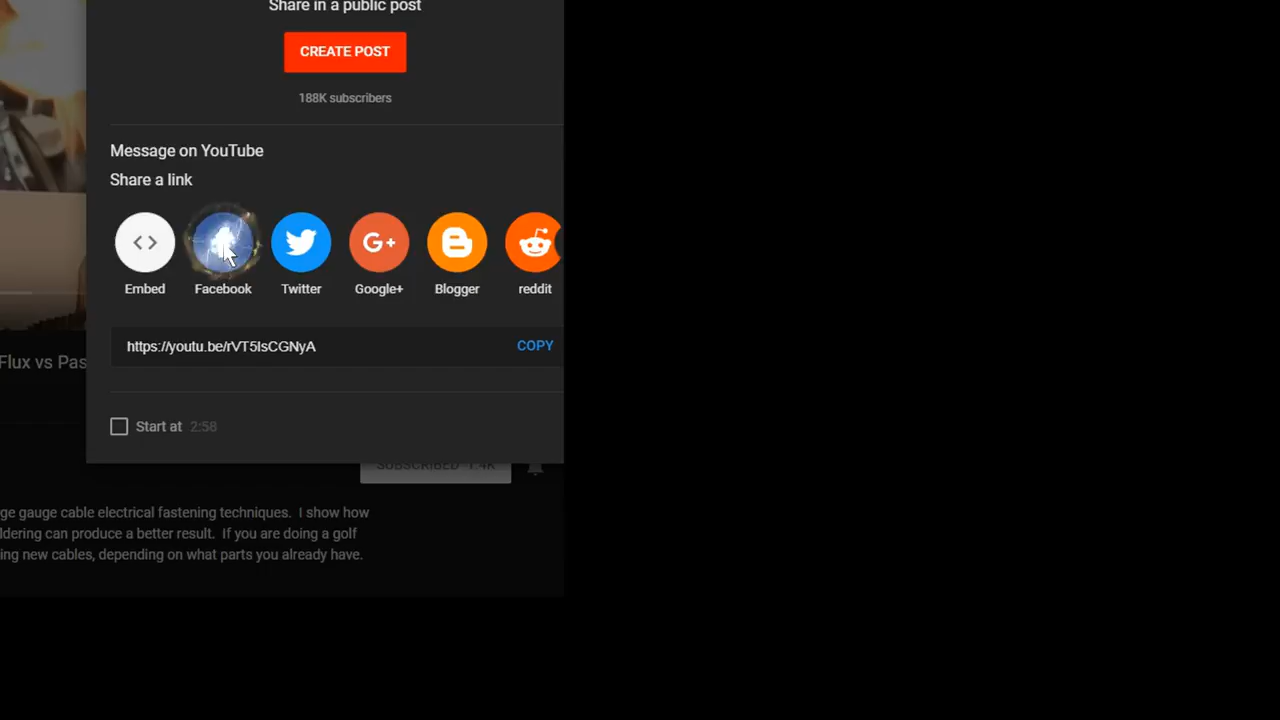 Share in a public post
CREATE POST
188K subscribers
Message on YouTube
Share a link
G+
Embed
Facebook
Twitter
Google+
Blogger
reddit
https://youtu.be/rVT5IsCGNyA
COPY
Flux vs Pas
Start at 2:58
SUBSCRIBED 1.4K
ge gauge cable electrical fastening techniques. I show how
ldering can produce a better result. If you are doing a golf
ing new cables, depending on what parts you already have.